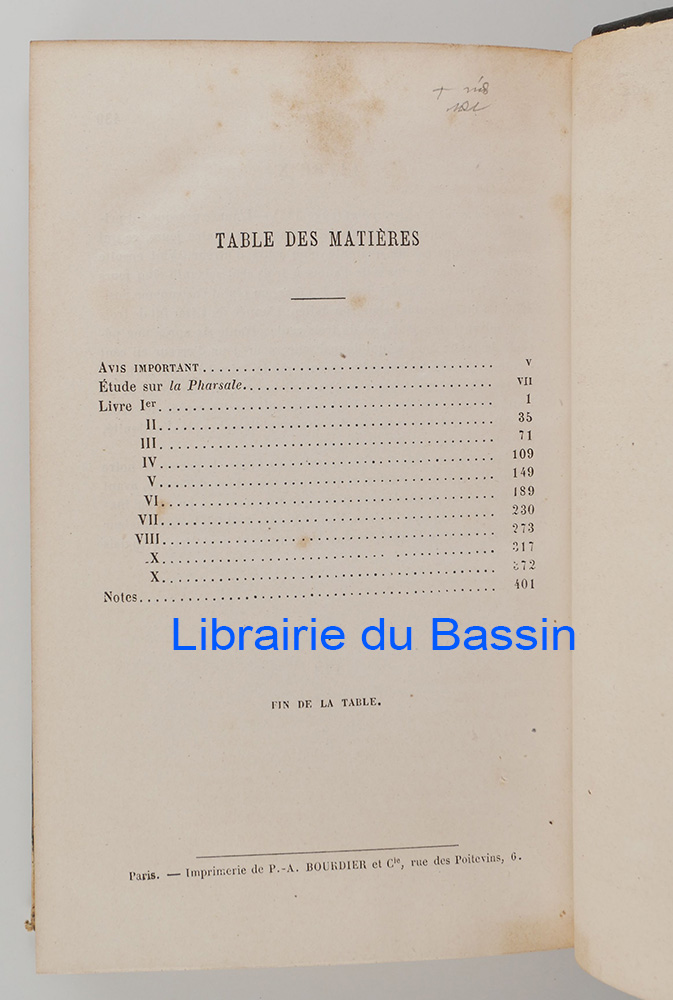 TABLE DES MATIÈRES
AVIS IMPORTANT........................................ V
Étude sur la Pharsale........................................ VII
Livre Ier........................................ 1
II........................................ 35
III........................................ 71
IV........................................ 109
V........................................ 149
VI........................................ 189
VII........................................ 230
VIII........................................ 273
.X........................................ 317
X........................................ 372
Notes........................................ 401
Librairie du Bassin
FIN DE LA TABLE.
Paris. — Imprimerie de P.-A. BOURDIER et Cie, rue des Poitevins, 6.